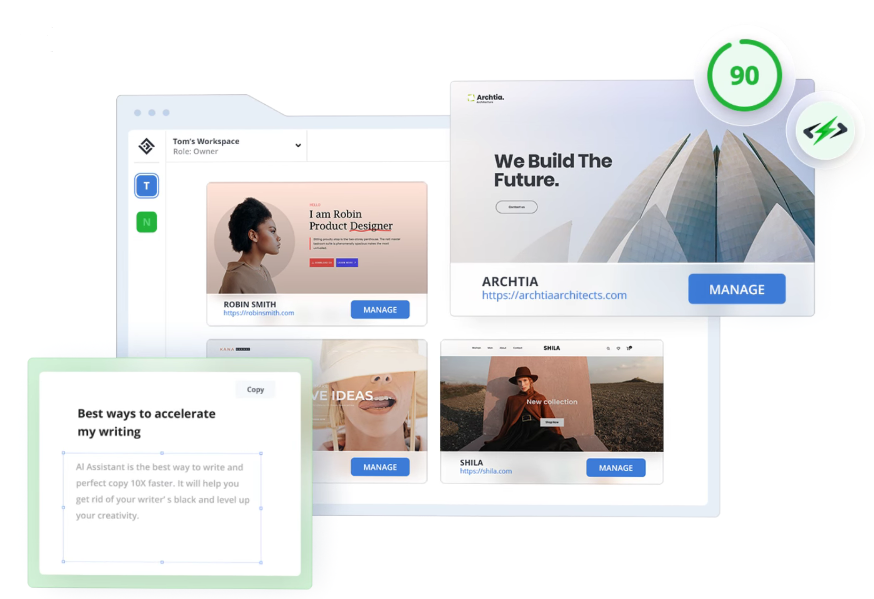 90
Archtia.
We Build The
Future.
Contact us
ARCHTIA
https://archtiaarchitects.com
MANAGE
Tom's Workspace
Role: Owner
T
N
HELLO
I am Robin
Product Designer
ROBIN SMITH
https://robinsmith.com
MANAGE
VE IDEAS
MANAGE
SHILA
New collection
SHILA
https://shila.com
MANAGE
Copy
Best ways to accelerate
my writing
AI Assistant is the best way to write and
perfect copy 10X faster. It will help you
get rid of your writer' s black and level up
your creativity.